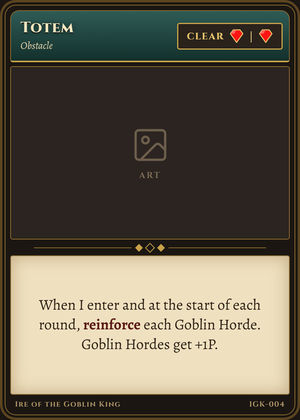 Totem
Obstacle
CLEAR |
ART
When I enter and at the start of each
round, reinforce each Goblin Horde.
Goblin Hordes get +1P.
Ire of the Goblin King
IGK-004